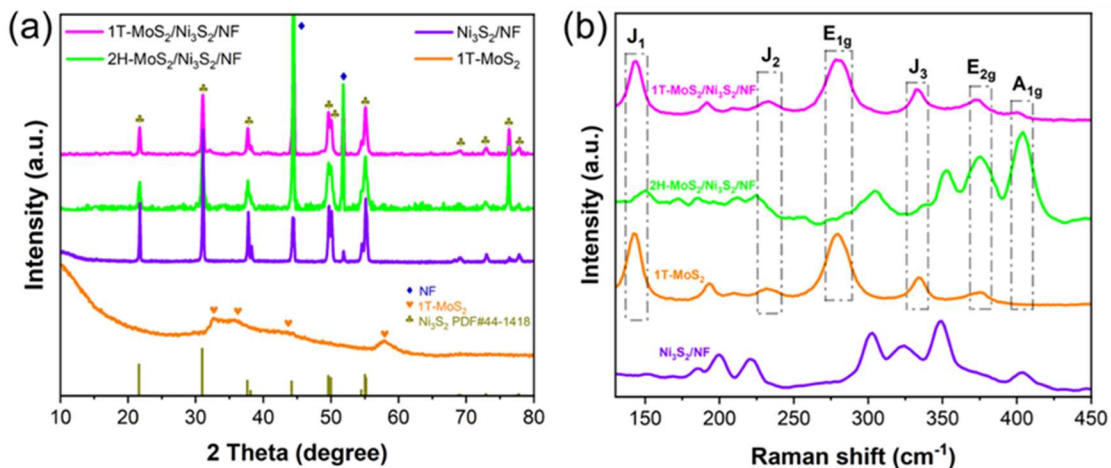 (a)
1T-MoS₂/Ni₃S₂/NF
Ni₃S₂/NF
2H-MoS₂/Ni₃S₂/NF
1T-MoS₂
Intensity (a.u.)
NF
1T-MoS₂
Ni₃S₂ PDF#44-1418
10 20 30 40 50 60 70 80
2 Theta (degree)
(b)
J₁
J₂
E₁g
J₃
E₂g
A₁g
1T-MoS₂/Ni₃S₂/NF
2H-MoS₂/Ni₃S₂/NF
1T-MoS₂
Ni₃S₂/NF
Intensity (a.u.)
150 200 250 300 350 400 450
Raman shift (cm⁻¹)